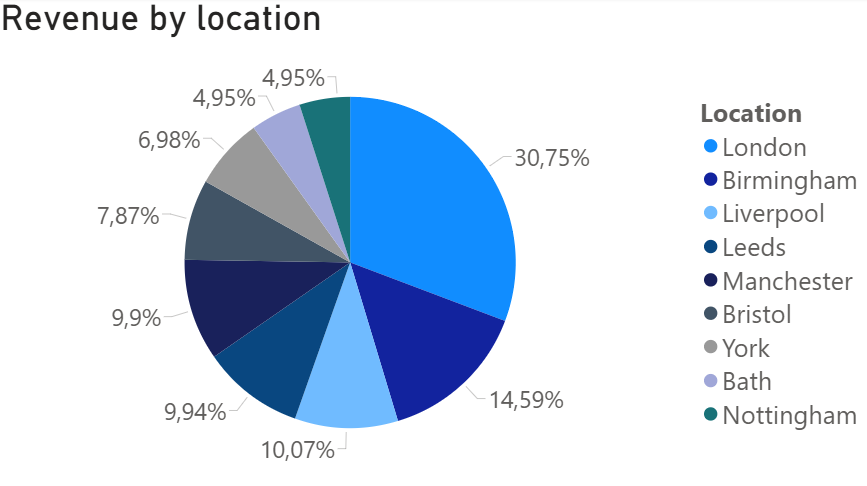 Revenue by location
4,95%
4,95%
6,98%
7,87%
9,9%
9,94%
10,07%
14,59%
30,75%
Location
London
Birmingham
Liverpool
Leeds
Manchester
Bristol
York
Bath
Nottingham